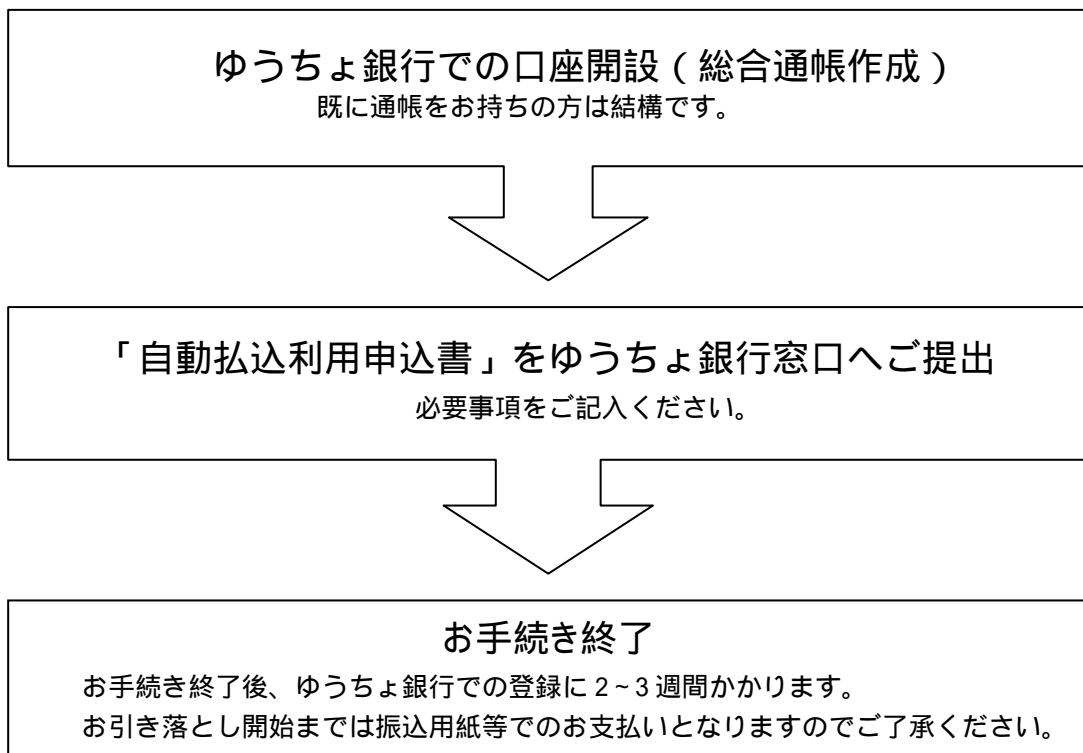 ゆうちょ銀行での口座開設(総合通帳作成)
既に通帳をお持ちの方は結構です。
「自動払込利用申込書」をゆうちょ銀行窓口へご提出
必要事項をご記入ください。
お手続き終了
お手続き終了後、ゆうちょ銀行での登録に2~3週間かかります。
お引き落とし開始までは振込用紙等でのお支払いとなりますのでご了承ください。